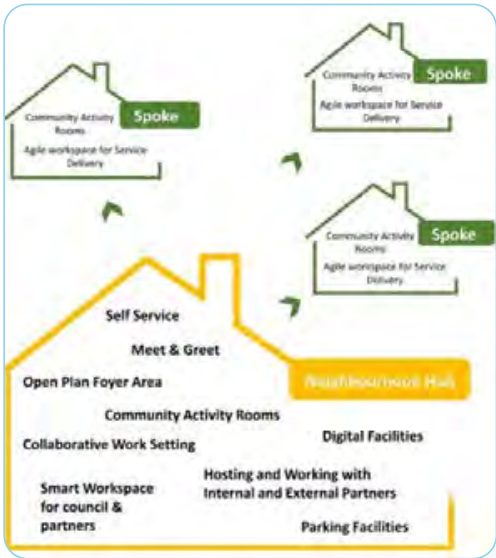 Community Activity
Rooms
Spoke
Agile workspace for Service
Delivery
Community Activity
Rooms
Spoke
Agile workspace for Service
Delivery
Community Activity
Rooms
Spoke
Agile workspace for Service
Delivery
Self Service
Meet & Greet
Open Plan Foyer Area
Neighbourhood Hub
Community Activity Rooms
Digital Facilities
Collaborative Work Setting
Hosting and Working with
Internal and External Partners
Smart Workspace
for council &
partners
Parking Facilities